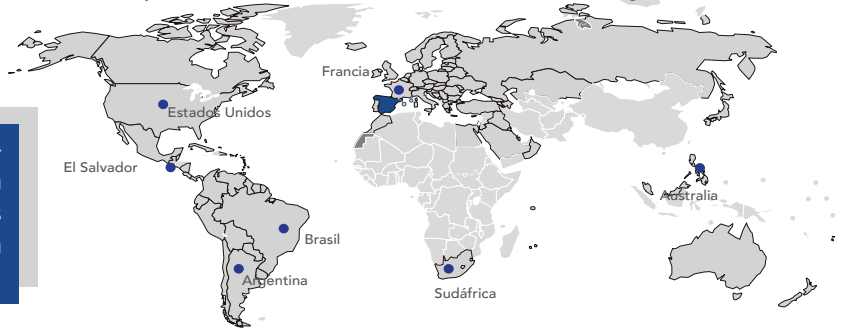 Francia
Estados Unidos
El Salvador
Australia
Brasil
Argentina
Sudáfrica